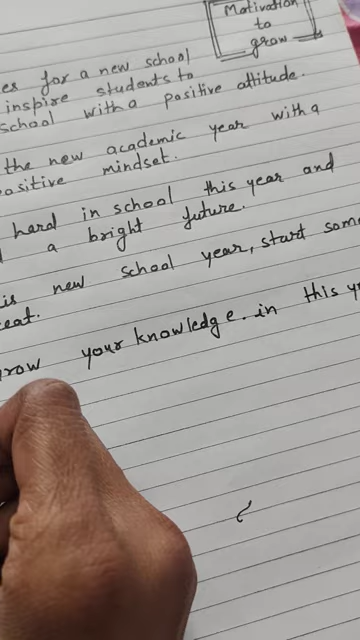 Motivation
to
grow
es for a new school
inspire students to
school with a positive attitude.
the new academic year with a
positive mindset.
hard in school this year and
a bright future.
is new school year, start some
eat.
grow your knowledge. in this y